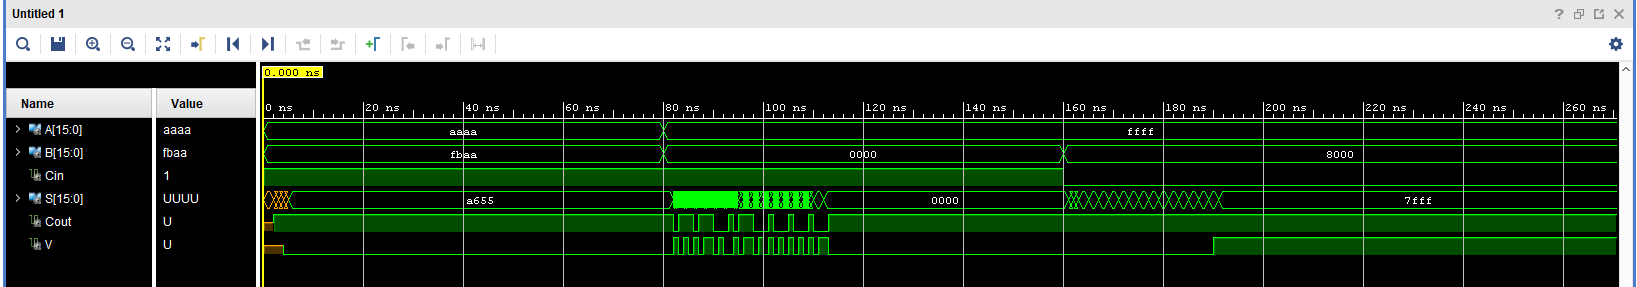 Untitled 1
?
0.000 ns
Name Value
0 ns 20 ns 40 ns 60 ns 80 ns 100 ns 120 ns 140 ns 160 ns 180 ns 200 ns 220 ns 240 ns 260 ns
A[15:0] aaaa aaaa ffff
B[15:0] fbaa fbaa 0000 8000
Cin 1
S[15:0] UUUU a655 0000 7fff
Cout U
V U